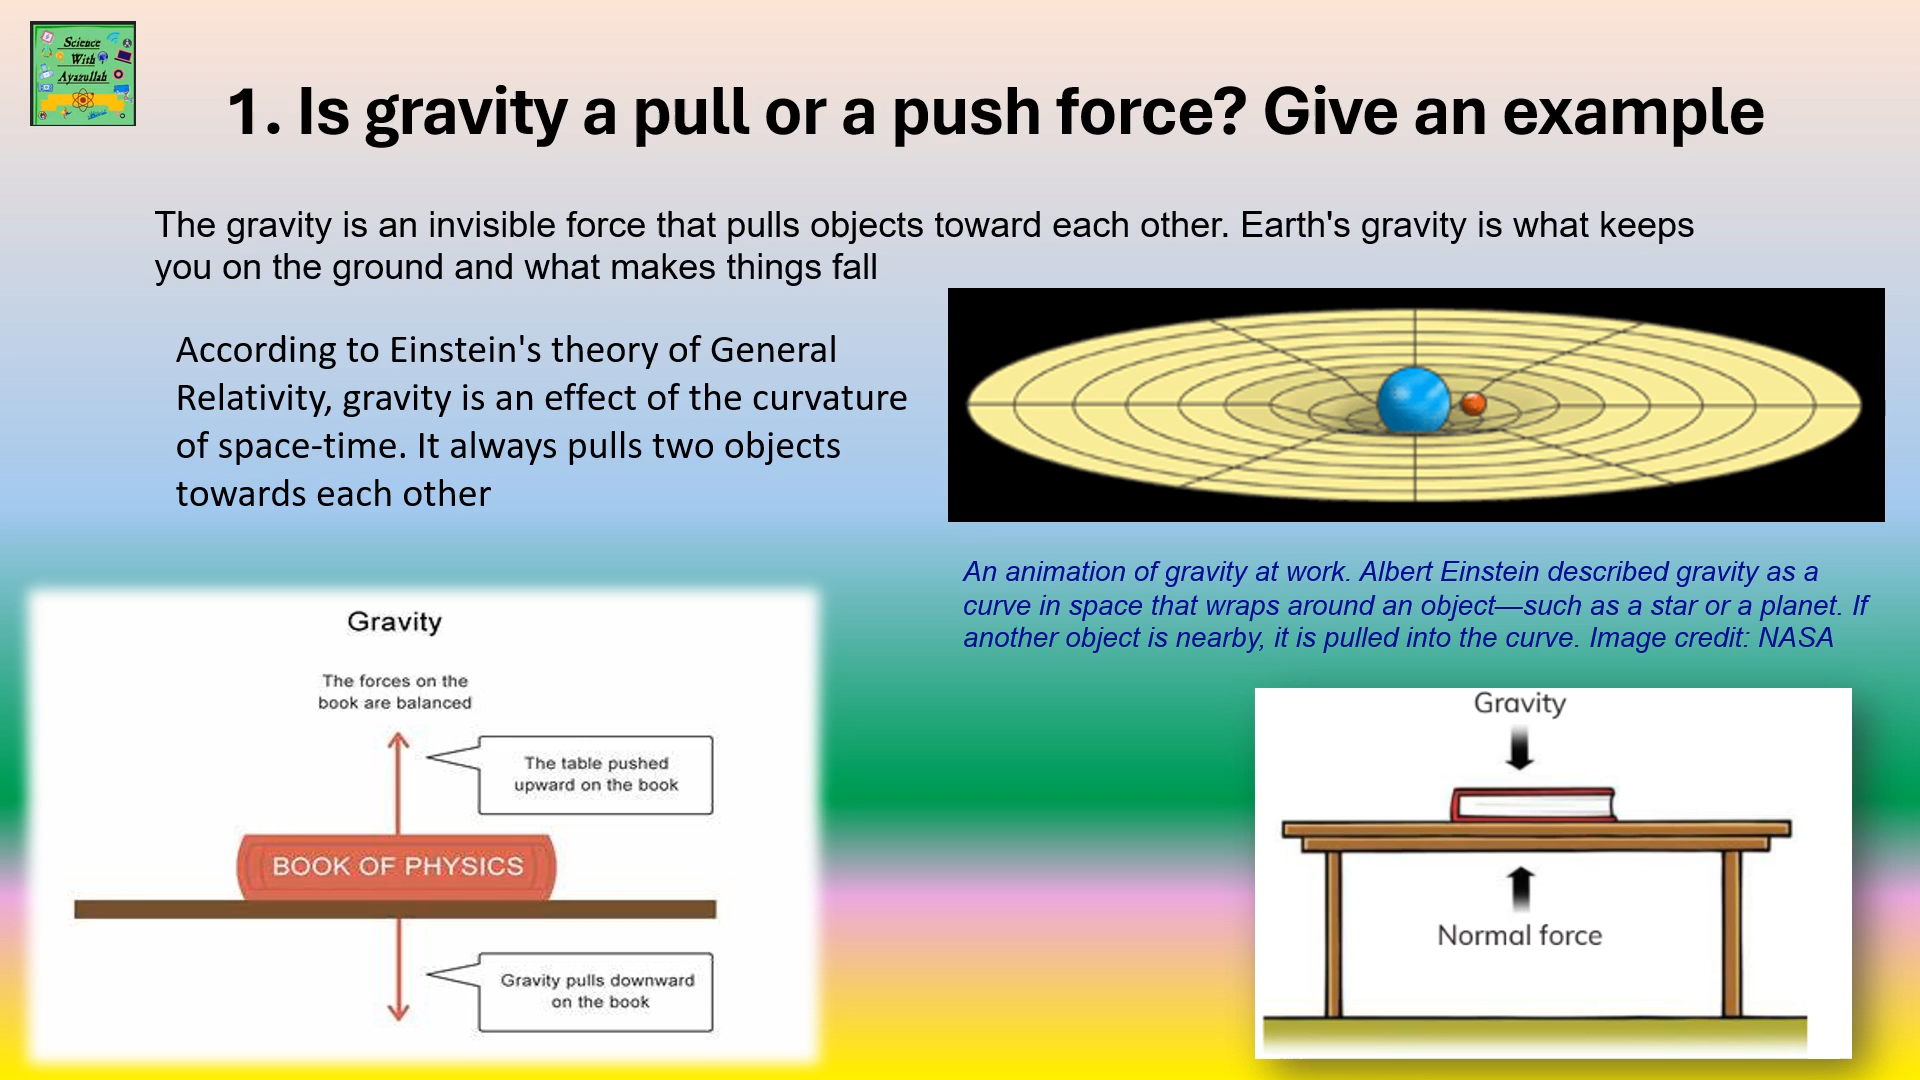 Science
With
Ayazullah
1. Is gravity a pull or a push force? Give an example
The gravity is an invisible force that pulls objects toward each other. Earth's gravity is what keeps
you on the ground and what makes things fall
According to Einstein's theory of General
Relativity, gravity is an effect of the curvature
of space-time. It always pulls two objects
towards each other
An animation of gravity at work. Albert Einstein described gravity as a
curve in space that wraps around an object—such as a star or a planet. If
another object is nearby, it is pulled into the curve. Image credit: NASA
Gravity
The forces on the
book are balanced
The table pushed
upward on the book
BOOK OF PHYSICS
Gravity pulls downward
on the book
Gravity
Normal force